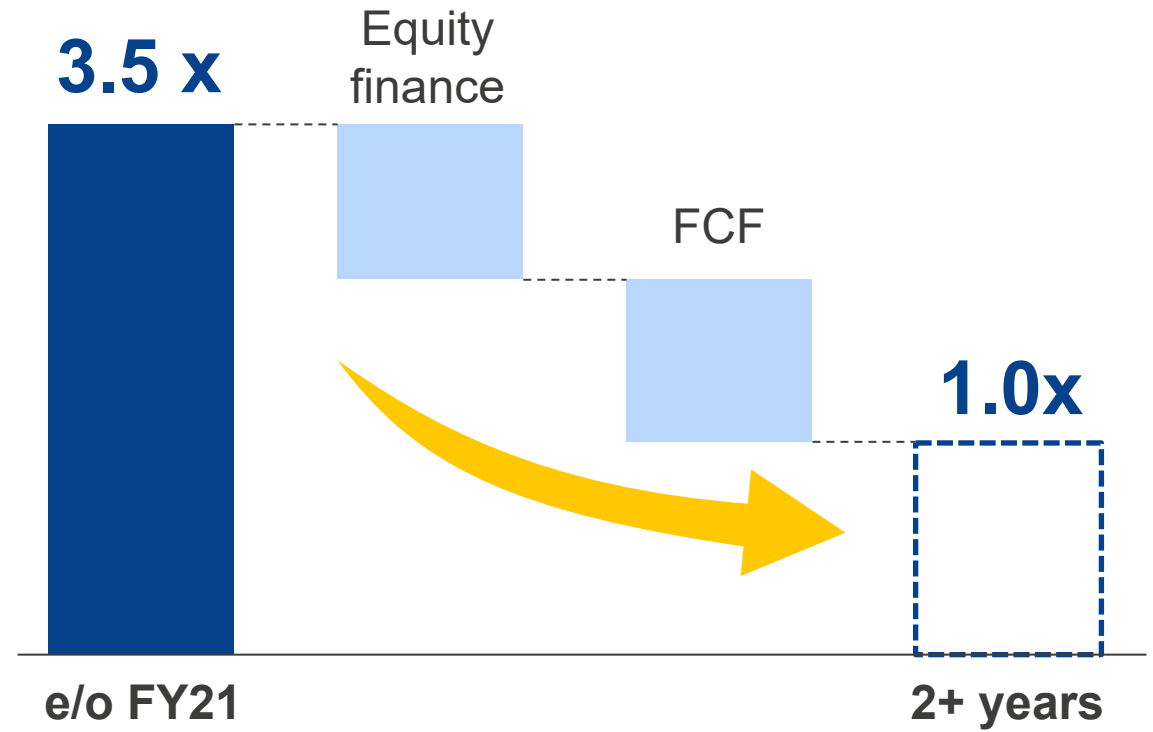 3.5 x
Equity
finance
FCF
1.0x
e/o FY21
2+ years